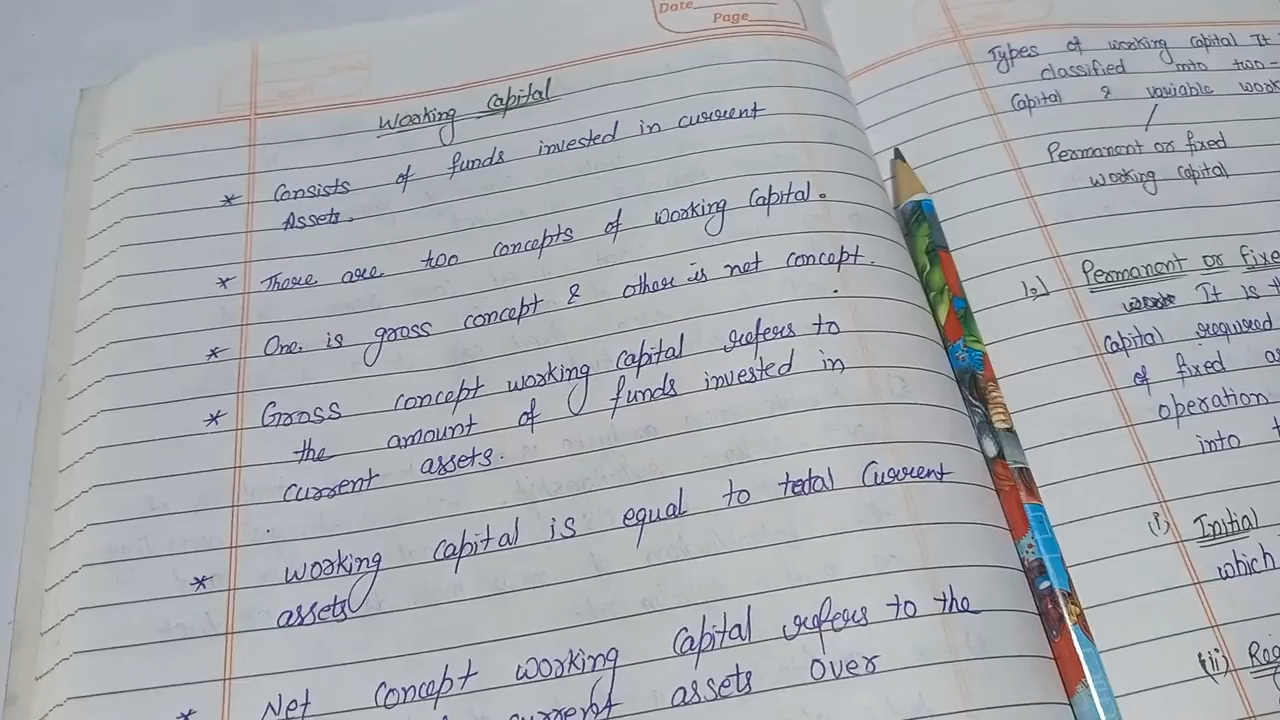 Date
Page
Working Capital
* Consists of funds invested in current
Assets.
* There are two concepts of working Capital.
* One is gross concept & other is net concept.
* Gross concept working capital refers to
the amount of funds invested in
current assets.
* working capital is equal to total Current
assets
* Net concept working capital refers to the
current assets over
Types of working Capital It
classified into two-
Capital & variable work
Permanent or fixed
working capital
1.) Permanent or fixe
It is t
capital required
of fixed as
operation
into t
(i) Initial
which
(ii) Reg